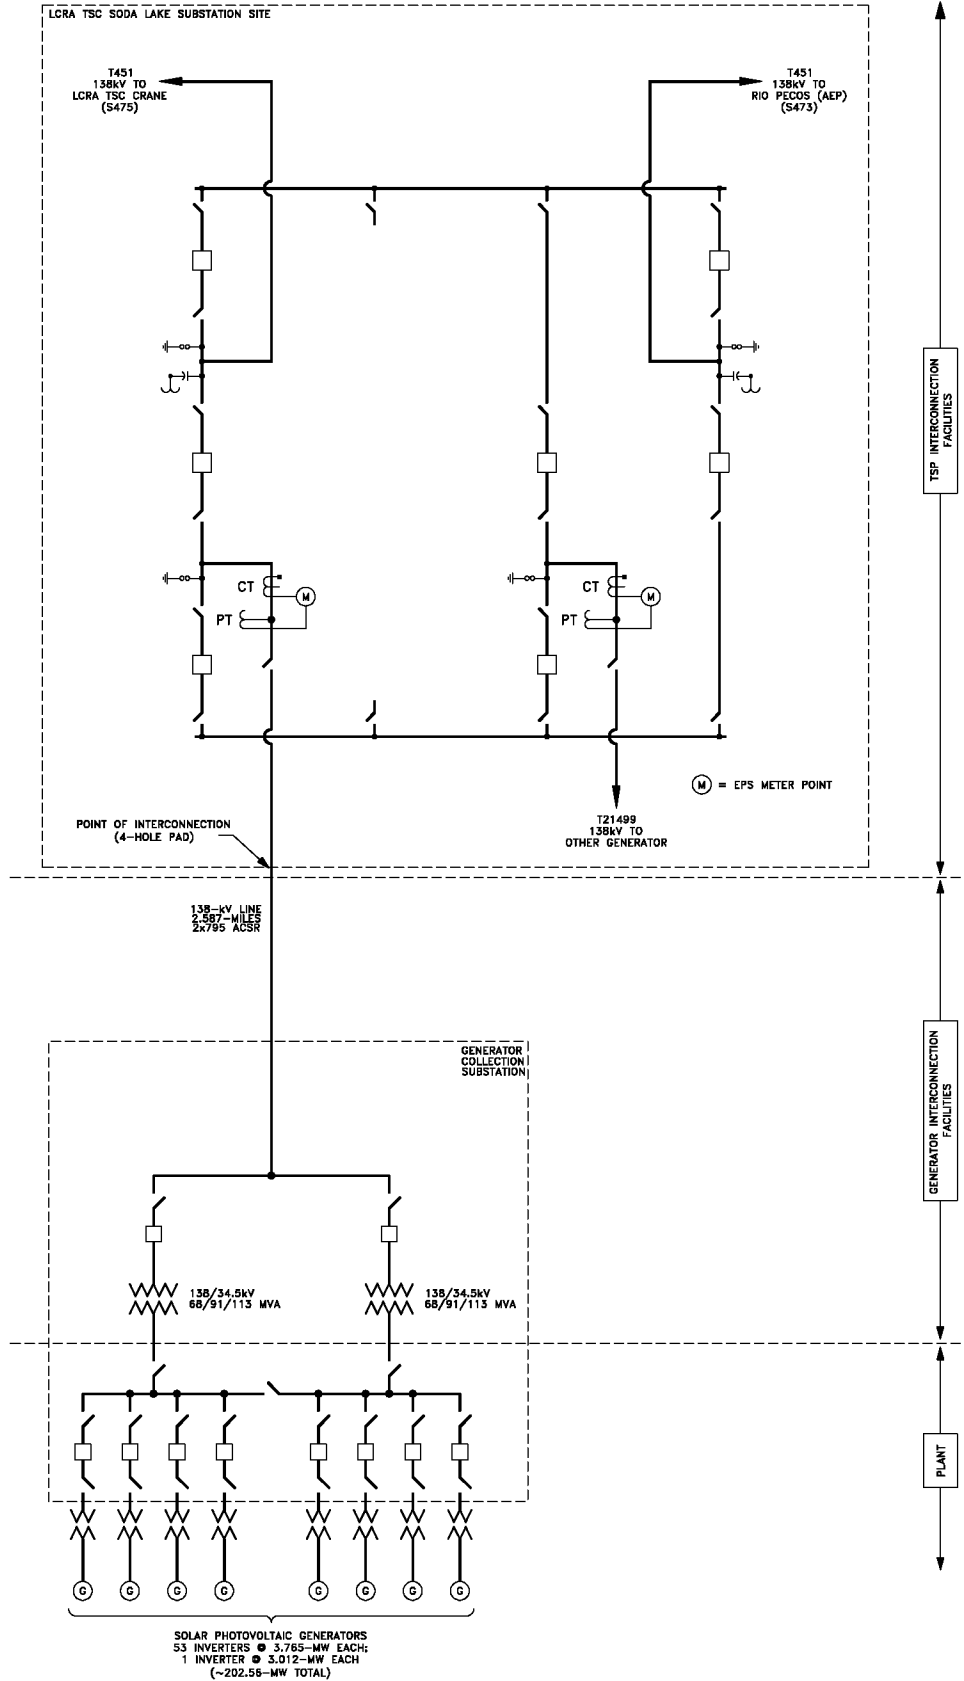 LCRA TSC SODA LAKE SUBSTATION SITE
T451
138kV TO
LCRA TSC CRANE
(S475)
T451
138kV TO
RIO PECOS (AEP)
(S473)
TSP INTERCONNECTION
FACILITIES
CT
M
PT
CT
M
PT
M = EPS METER POINT
T21499
138kV TO
OTHER GENERATOR
POINT OF INTERCONNECTION
(4-HOLE PAD)
138-kV LINE
2.587-MILES
2x795 ACSR
GENERATOR
COLLECTION
SUBSTATION
GENERATOR INTERCONNECTION
FACILITIES
138/34.5kV
68/91/113 MVA
138/34.5kV
68/91/113 MVA
PLANT
G G G G G G G G
SOLAR PHOTOVOLTAIC GENERATORS
53 INVERTERS @ 3.765-MW EACH;
1 INVERTER @ 3.012-MW EACH
(~202.56-MW TOTAL)